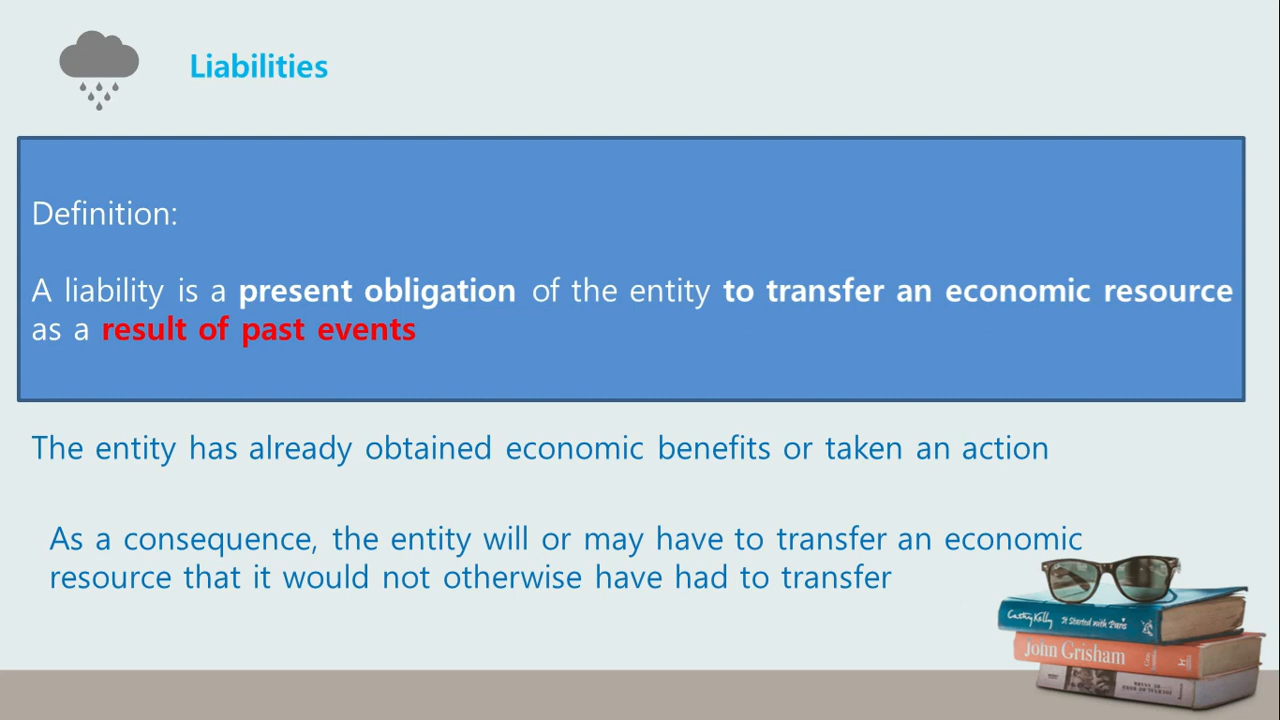 Liabilities
Definition:
A liability is a present obligation of the entity to transfer an economic resource
as a result of past events
The entity has already obtained economic benefits or taken an action
As a consequence, the entity will or may have to transfer an economic
resource that it would not otherwise have had to transfer
Cathy Kelly It Started with Paris
John Grisham